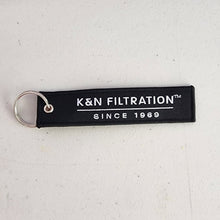 K&N FILTRATION™
SINCE 1969